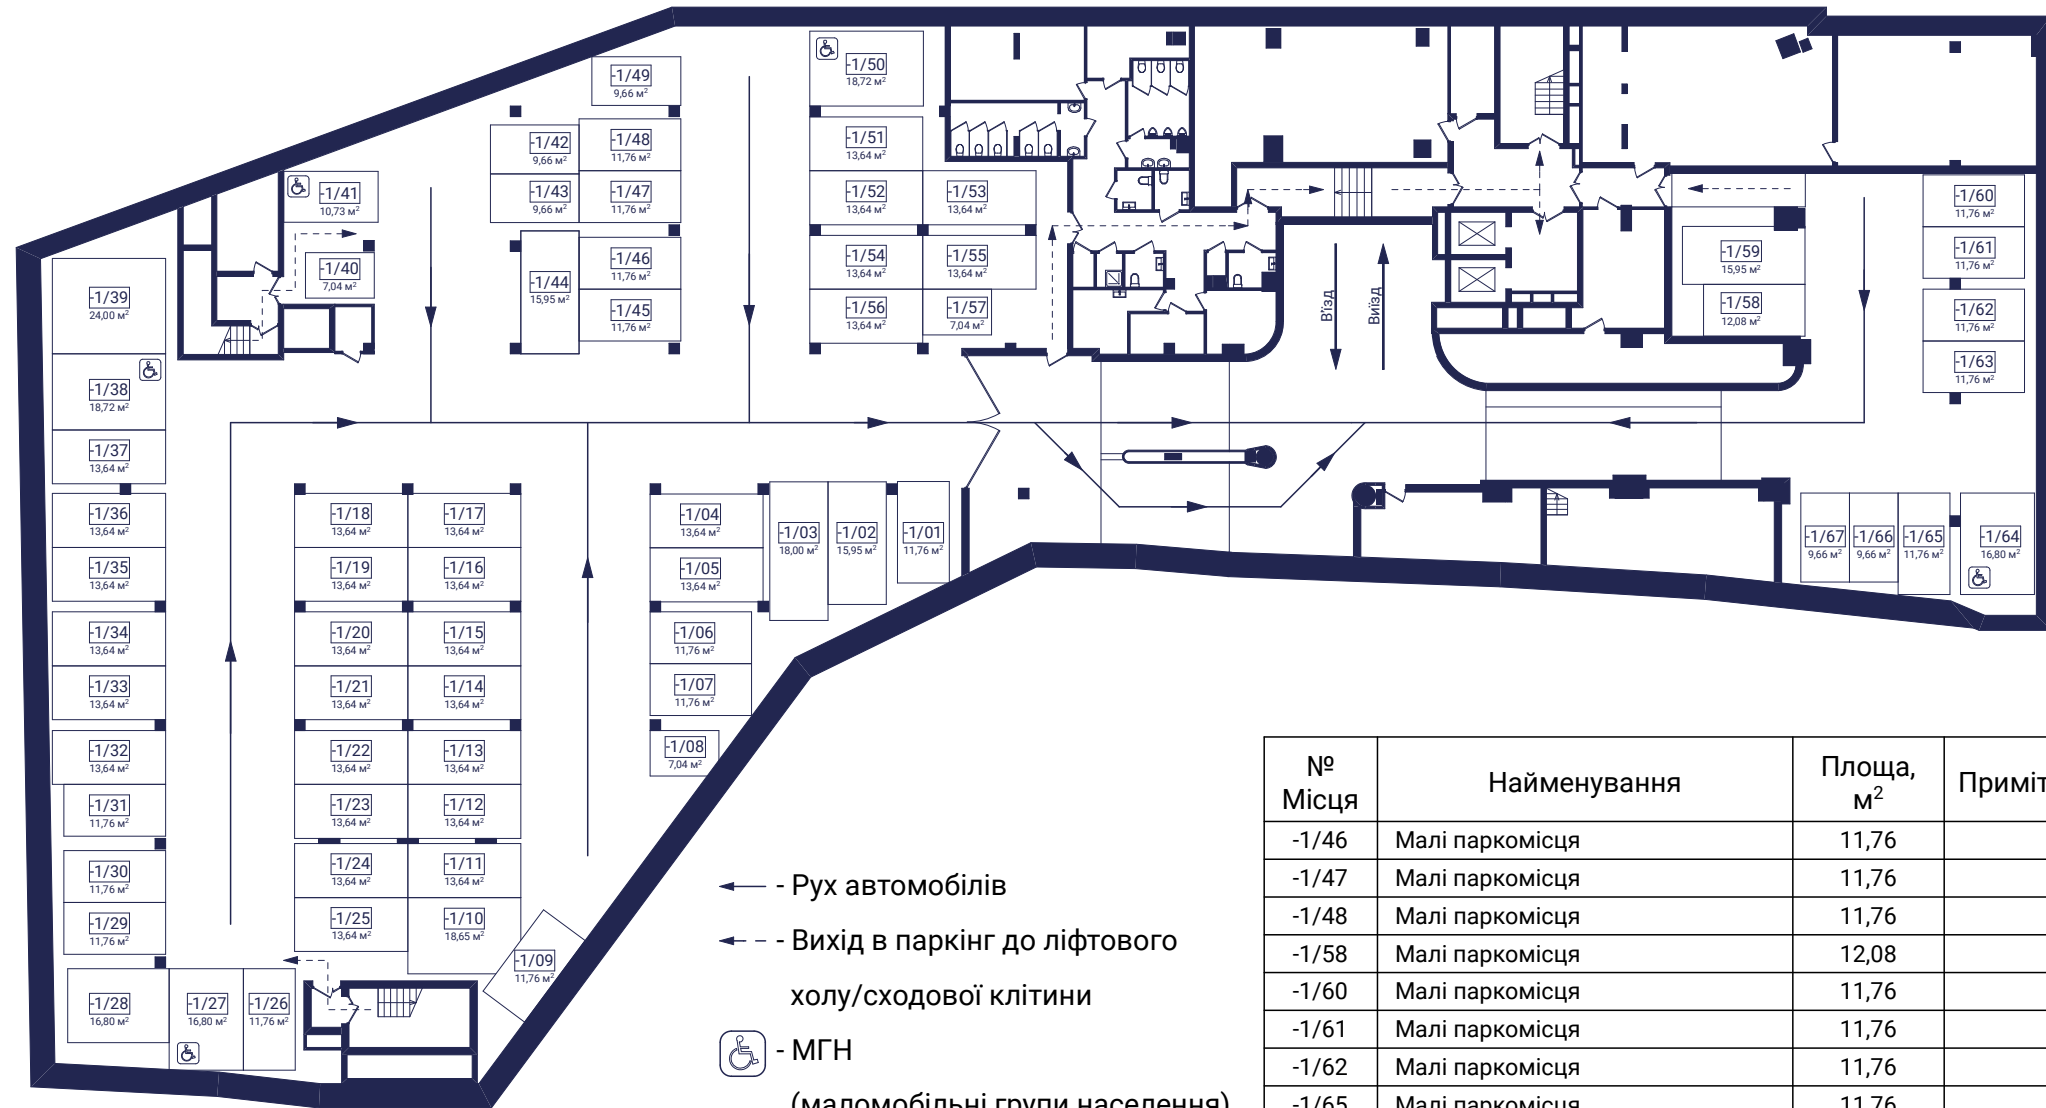 -1/49
9,66 м²
-1/50
18,72 м²
-1/42
9,66 м²
-1/48
11,76 м²
-1/51
13,64 м²
-1/41
10,73 м²
-1/43
9,66 м²
-1/47
11,76 м²
-1/52
13,64 м²
-1/53
13,64 м²
-1/60
11,76 м²
-1/40
7,04 м²
-1/44
15,95 м²
-1/46
11,76 м²
-1/54
13,64 м²
-1/55
13,64 м²
-1/59
15,95 м²
-1/61
11,76 м²
-1/39
24,00 м²
-1/45
11,76 м²
-1/56
13,64 м²
-1/57
7,04 м²
В'їзд
Виїзд
-1/58
12,08 м²
-1/62
11,76 м²
-1/38
18,72 м²
-1/63
11,76 м²
-1/37
13,64 м²
-1/36
13,64 м²
-1/18
13,64 м²
-1/17
13,64 м²
-1/04
13,64 м²
-1/03
18,00 м²
-1/02
15,95 м²
-1/01
11,76 м²
-1/67
9,66 м²
-1/66
9,66 м²
-1/65
11,76 м²
-1/64
16,80 м²
-1/35
13,64 м²
-1/19
13,64 м²
-1/16
13,64 м²
-1/05
13,64 м²
-1/34
13,64 м²
-1/20
13,64 м²
-1/15
13,64 м²
-1/06
11,76 м²
-1/33
13,64 м²
-1/21
13,64 м²
-1/14
13,64 м²
-1/07
11,76 м²
-1/32
13,64 м²
-1/22
13,64 м²
-1/13
13,64 м²
-1/08
7,04 м²
-1/31
11,76 м²
-1/23
13,64 м²
-1/12
13,64 м²
-1/30
11,76 м²
-1/24
13,64 м²
-1/11
13,64 м²
-1/29
11,76 м²
-1/25
13,64 м²
-1/10
18,65 м²
-1/09
11,76 м²
-1/28
16,80 м²
-1/27
16,80 м²
-1/26
11,76 м²
- Рух автомобілів
- Вихід в паркінг до ліфтового
холу/сходової клітини
- МГН
(маломобільні групи населення)
№ Місця Найменування Площа, м² Приміт
-1/46 Малі паркомісця 11,76
-1/47 Малі паркомісця 11,76
-1/48 Малі паркомісця 11,76
-1/58 Малі паркомісця 12,08
-1/60 Малі паркомісця 11,76
-1/61 Малі паркомісця 11,76
-1/62 Малі паркомісця 11,76
-1/65 Малі паркомісця 11,76